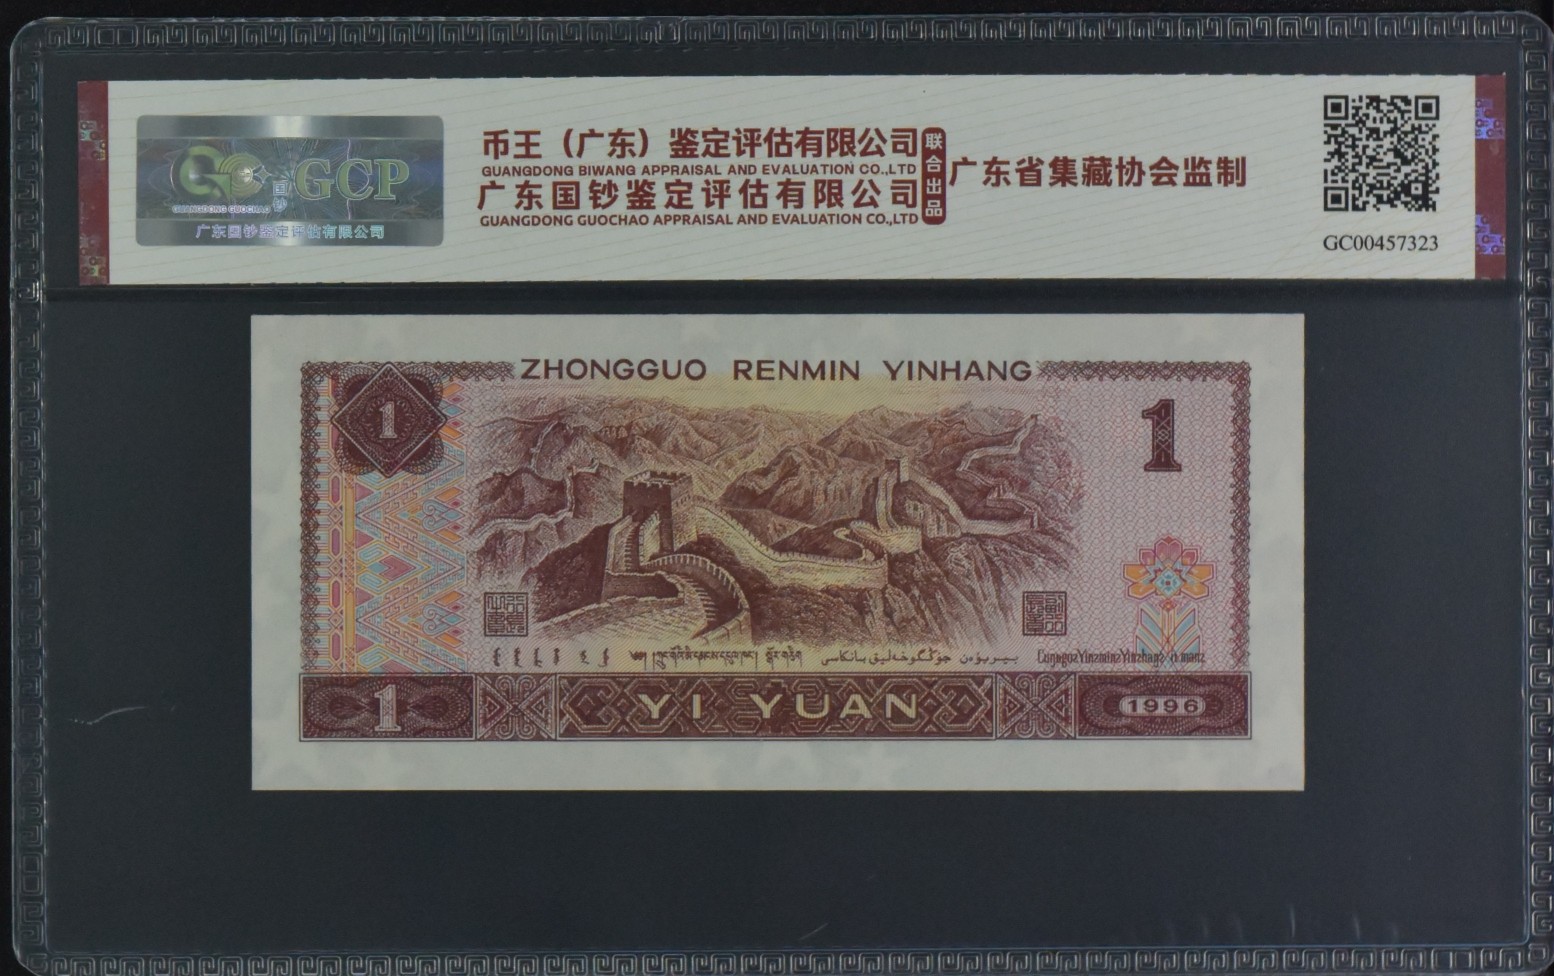 GCP
国钞
GUANGDONG GUOCHAO
广东国钞鉴定评估有限公司
币王（广东）鉴定评估有限公司
GUANGDONG BIWANG APPRAISAL AND EVALUATION CO.,LTD
广东国钞鉴定评估有限公司
GUANGDONG GUOCHAO APPRAISAL AND EVALUATION CO.,LTD
联合出品
广东省集藏协会监制
GC00457323
ZHONGGUO RENMIN YINHANG
1
1
1
YI YUAN
1996